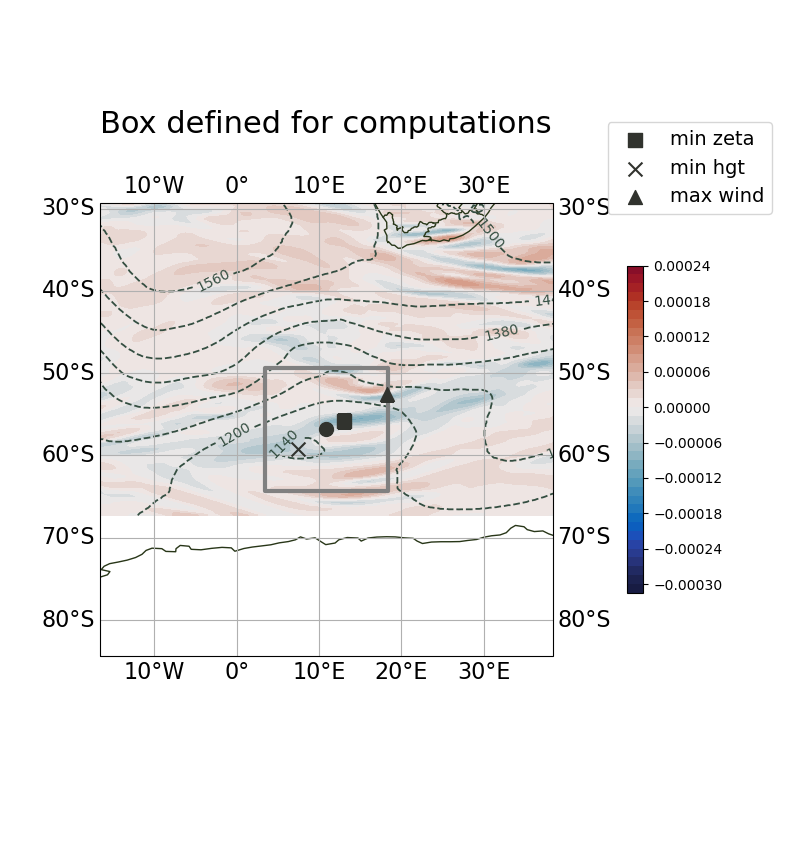 Box defined for computations
min zeta
min hgt
max wind
10°W 0° 10°E 20°E 30°E
30°S 30°S
1500
1560
40°S 40°S
1380
50°S 50°S
1200
1140
60°S 60°S
70°S 70°S
80°S 80°S
10°W 0° 10°E 20°E 30°E
0.00024
0.00018
0.00012
0.00006
0.00000
−0.00006
−0.00012
−0.00018
−0.00024
−0.00030